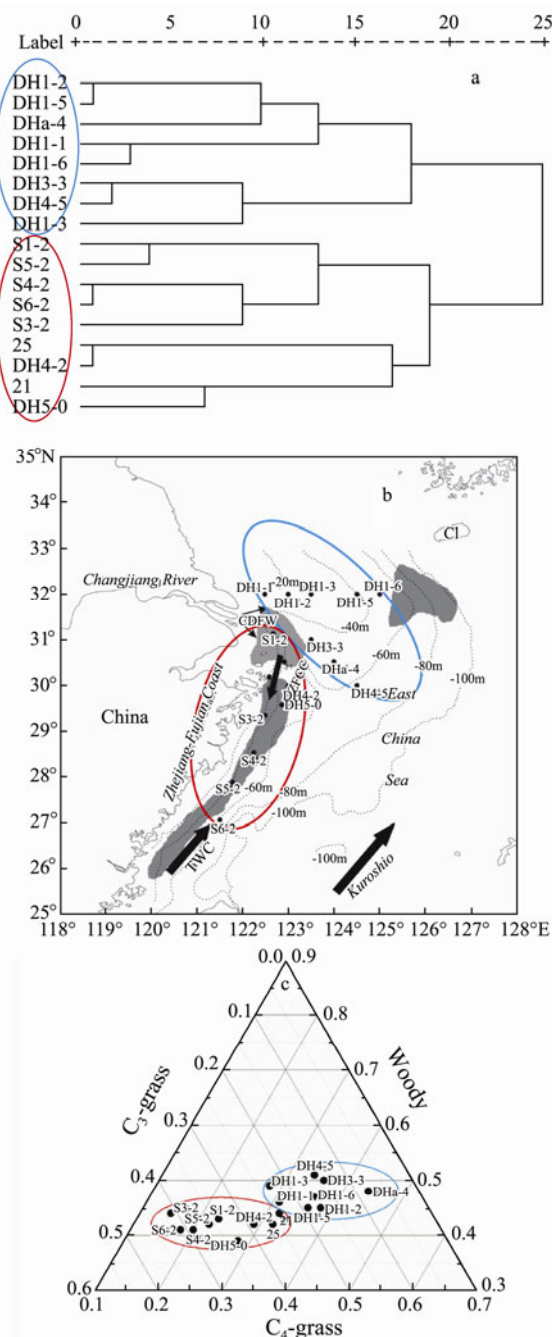 0 5 10 15 20 25
Label
a
DH1-2
DH1-5
DHa-4
DH1-1
DH1-6
DH3-3
DH4-5
DH1-3
S1-2
S5-2
S4-2
S6-2
S3-2
25
DH4-2
21
DH5-0
35°N
b
34°
CI
33°
Changjiang River
32°
DH1-1 -20m DH1-3 DH1-6
DH1-2 DH1-5
CDFW
-40m
31°
S1-2 DH3-3 -60m
DHa-4 -80m
-100m
30°
DH4-2 DH4-5 East
DH5-0
Zhejiang-Fujian Coast
China
S3-2
29°
China
S4-2
28°
S5-2 -60m -80m Sea
-100m
27°
S6-2
TWC
-100m
Kuroshio
26°
25°
118° 119° 120° 121° 122° 123° 124° 125° 126° 127° 128°E
0.0 0.9
c
0.1 0.8
0.2 0.7
C3-grass Woody
0.3 0.6
0.4 0.5
DH4-5
DH1-3 DH3-3
DH1-1 DH1-6 DHa-4
S3-2 S1-2 DH1-2
S5-2 DH4-2 21 DH1-5
S6-2 S4-2 25
DH5-0
0.5 0.4
0.6 0.3
0.1 0.2 0.3 0.4 0.5 0.6 0.7
C4-grass